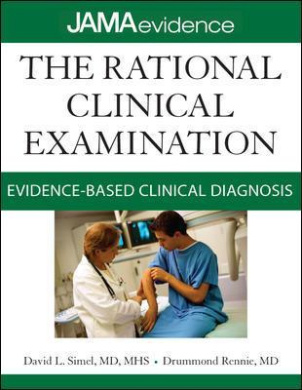 JAMAevidence
THE RATIONAL
CLINICAL
EXAMINATION
EVIDENCE-BASED CLINICAL DIAGNOSIS
David L. Simel, MD, MHS • Drummond Rennie, MD